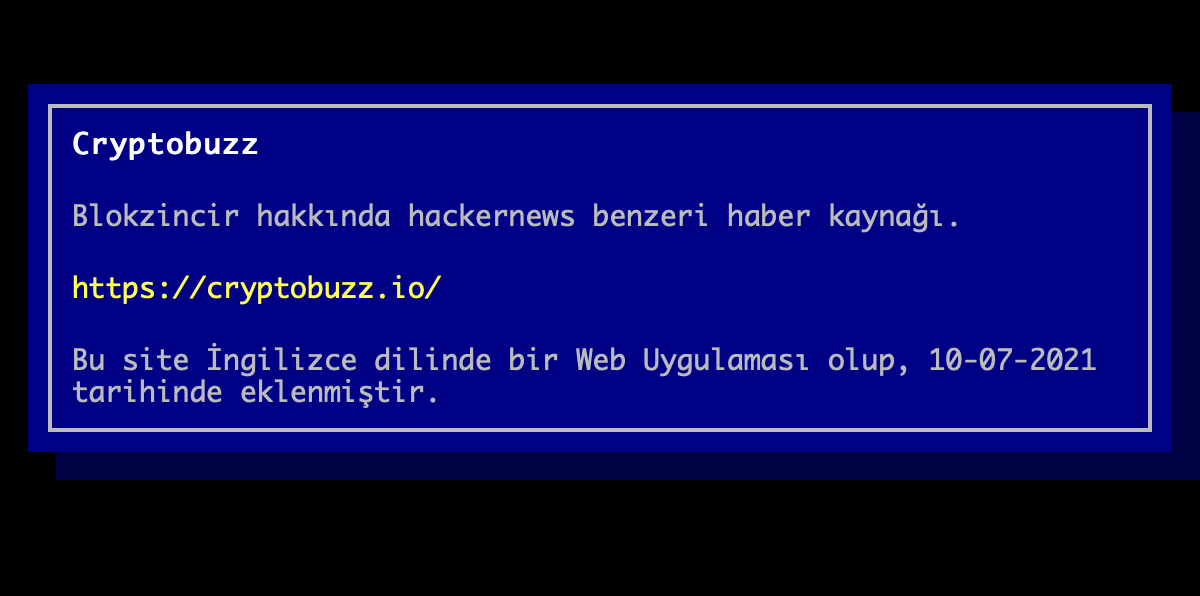 Cryptobuzz
Blokzincir hakkında hackernews benzeri haber kaynağı.
https://cryptobuzz.io/
Bu site İngilizce dilinde bir Web Uygulaması olup, 10-07-2021
tarihinde eklenmiştir.